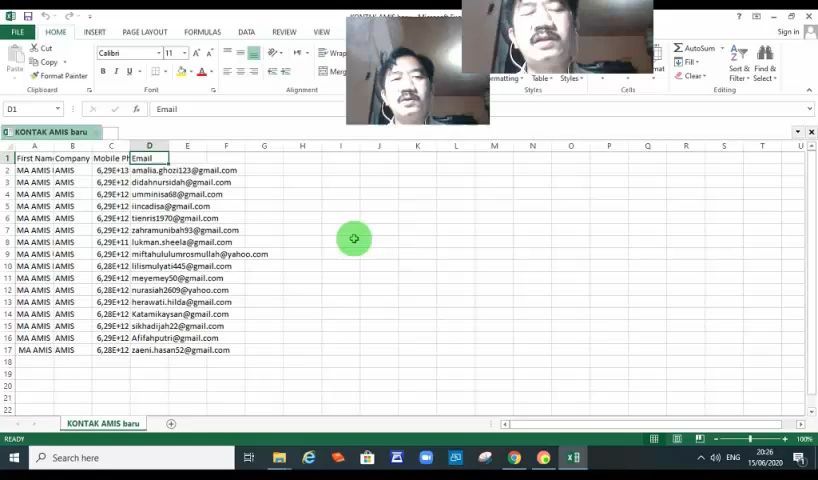 KONTAK AMIS baru - Microsoft
Sign in
FILE HOME INSERT PAGE LAYOUT FORMULAS DATA REVIEW VIEW
Cut
Copy
Format Painter
Paste
Clipboard
Calibri 11
B I U
Font
Wrap
Merg
Alignment
Formatting Table Styles
Styles
Cells
AutoSum
Fill
Clear
Sort & Filter
Find & Select
Editing
D1 Email
KONTAK AMIS baru
A B C D E F G H I J K L M N O P Q R S T U
1 First Nam Company Mobile Ph Email
2 MA AMIS AMIS 6,29E+13 amalia.ghozi123@gmail.com
3 MA AMIS AMIS 6,29E+12 didahnursidah@gmail.com
4 MA AMIS AMIS 6,29E+12 umminisa68@gmail.com
5 MA AMIS AMIS 6,29E+12 iincadisa@gmail.com
6 MA AMIS AMIS 6,29E+12 tienris1970@gmail.com
7 MA AMIS AMIS 6,29E+12 zahramunibah93@gmail.com
8 MA AMIS AMIS 6,29E+11 lukman.sheela@gmail.com
9 MA AMIS AMIS 6,29E+12 miftahululumrosmullah@yahoo.com
10 MA AMIS AMIS 6,28E+12 lilismulyati445@gmail.com
11 MA AMIS AMIS 6,29E+12 meyemey50@gmail.com
12 MA AMIS AMIS 6,28E+12 nurasiah2609@yahoo.com
13 MA AMIS AMIS 6,29E+12 herawati.hilda@gmail.com
14 MA AMIS AMIS 6,28E+12 Katamikaysan@gmail.com
15 MA AMIS AMIS 6,29E+12 sikhadijah22@gmail.com
16 MA AMIS AMIS 6,29E+12 Afifahputri@gmail.com
17 MA AMIS AMIS 6,28E+12 zaeni.hasan52@gmail.com
18
19
20
21
22
KONTAK AMIS baru
READY
100%
Search here
ENG
20:26
15/06/2020